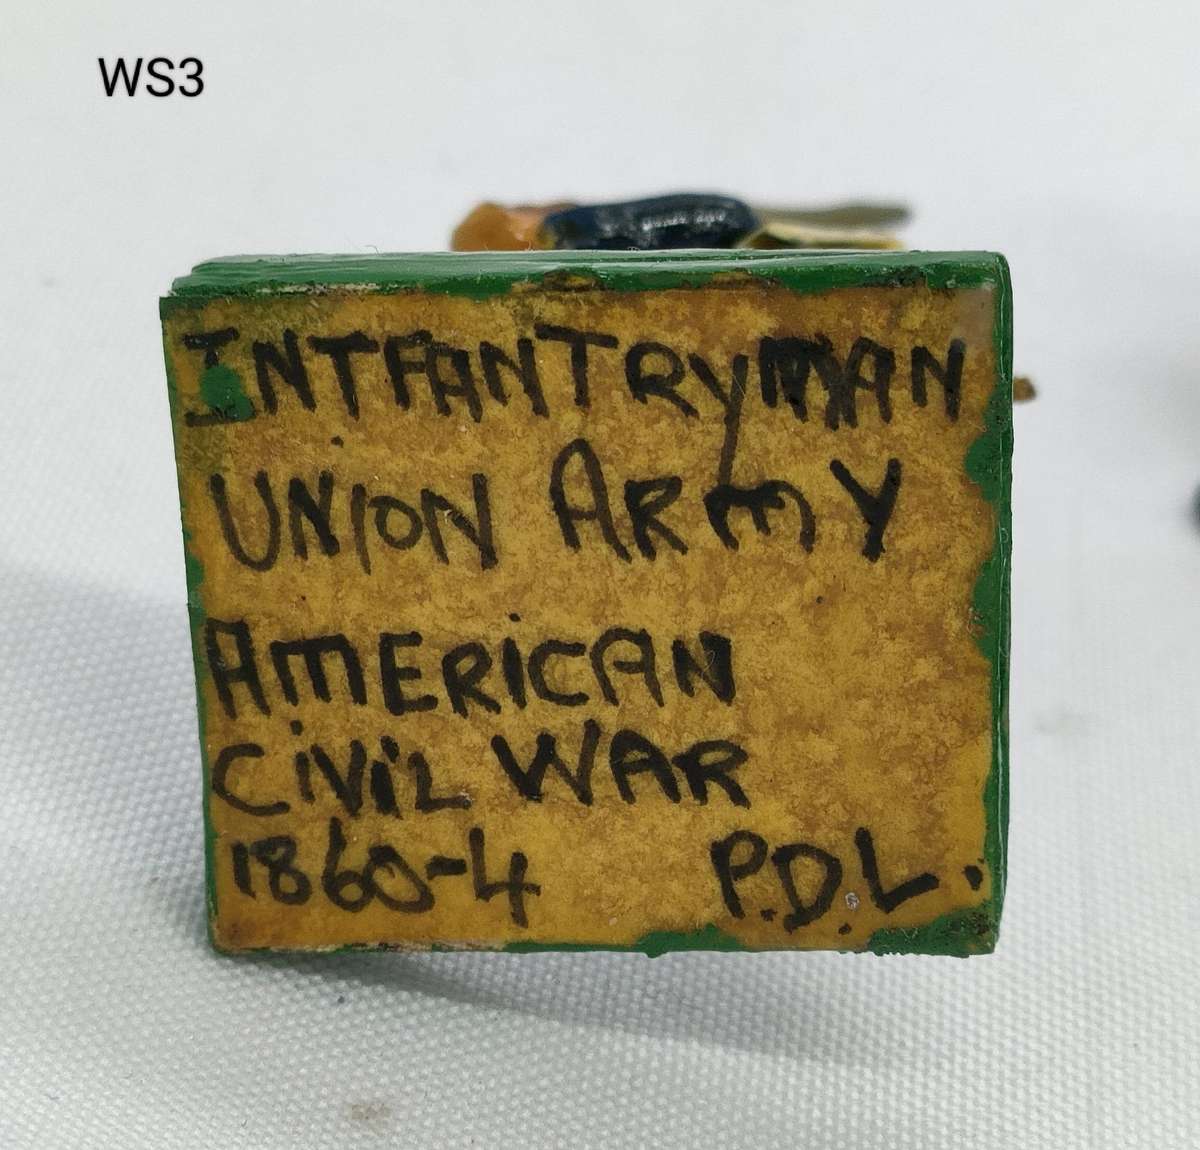 WS3
INTFANTRyMAN
UNiON ARmY
AmERiCAN
CiViL WAR
1860-4 P.D.L.